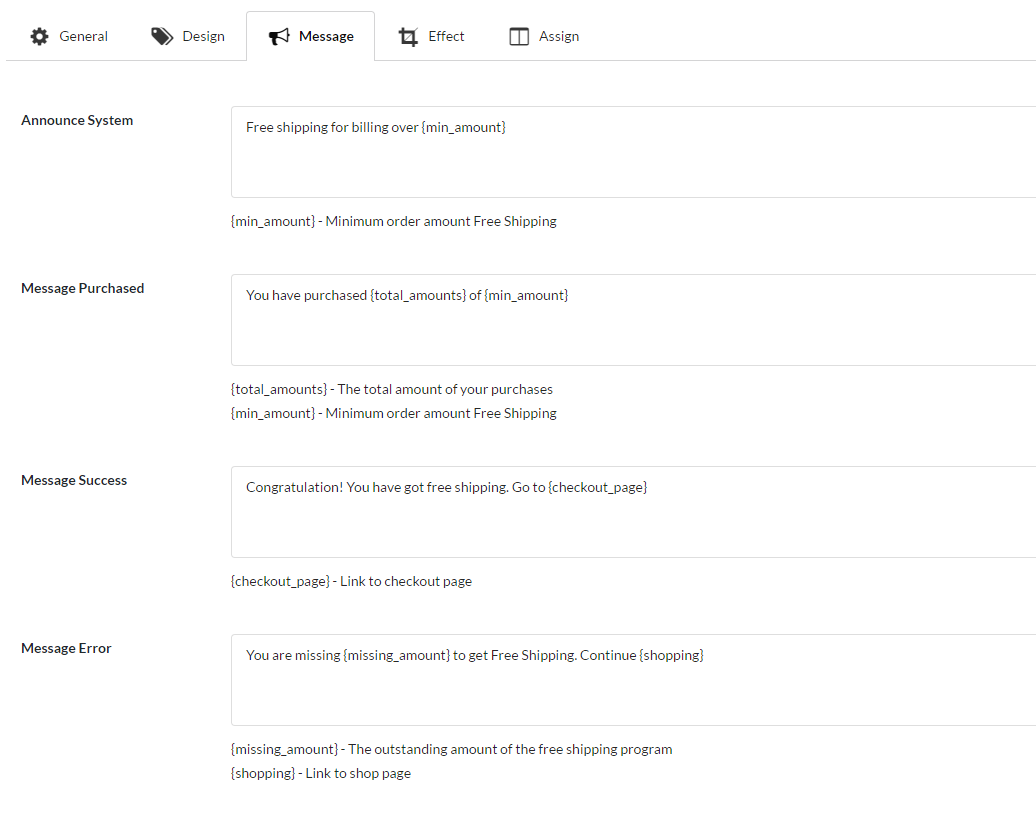 General Design Message Effect Assign
Announce System
Free shipping for billing over {min_amount}
{min_amount} - Minimum order amount Free Shipping
Message Purchased
You have purchased {total_amounts} of {min_amount}
{total_amounts} - The total amount of your purchases
{min_amount} - Minimum order amount Free Shipping
Message Success
Congratulation! You have got free shipping. Go to {checkout_page}
{checkout_page} - Link to checkout page
Message Error
You are missing {missing_amount} to get Free Shipping. Continue {shopping}
{missing_amount} - The outstanding amount of the free shipping program
{shopping} - Link to shop page